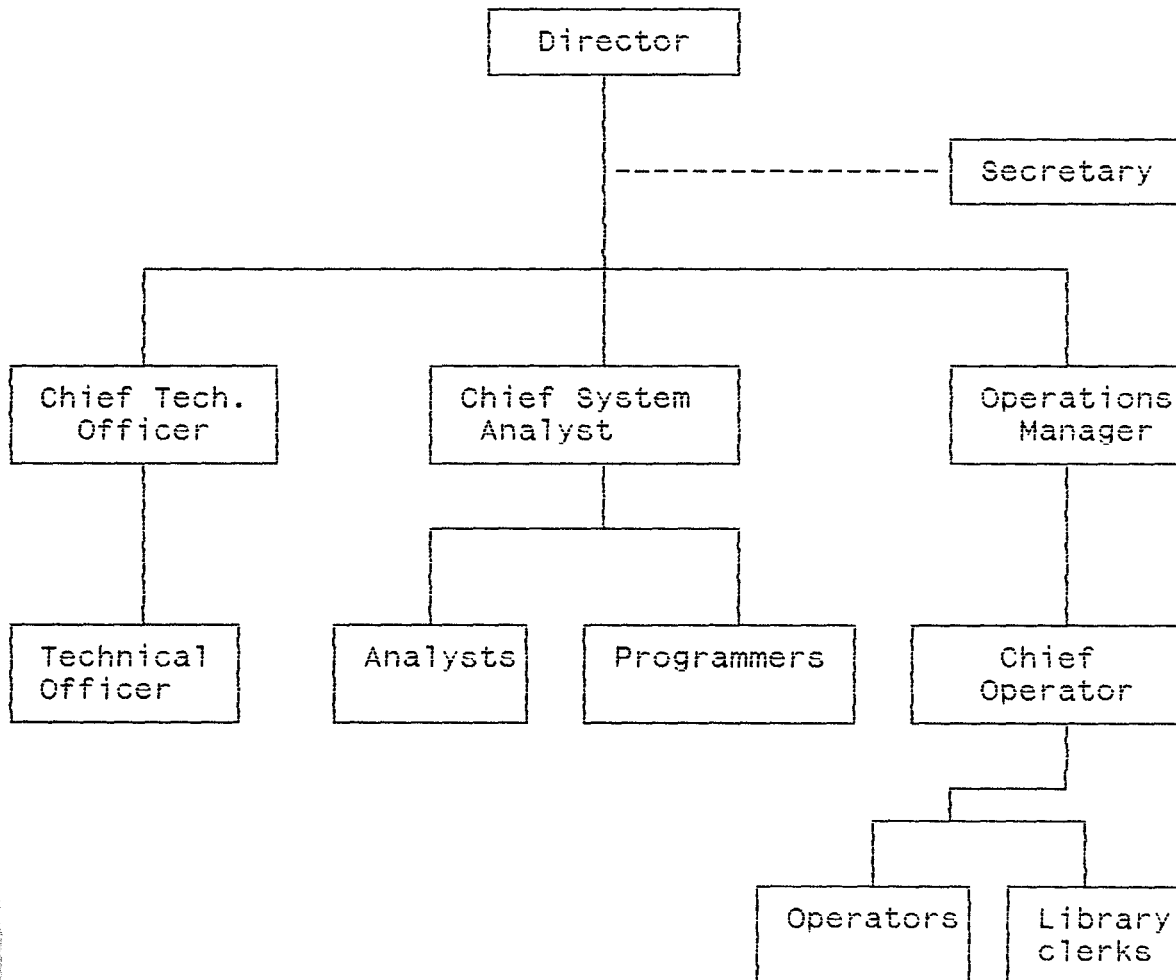 Director
Secretary
Chief Tech.
Officer
Chief System
Analyst
Operations
Manager
Technical
Officer
Analysts
Programmers
Chief
Operator
Operators
Library
clerks